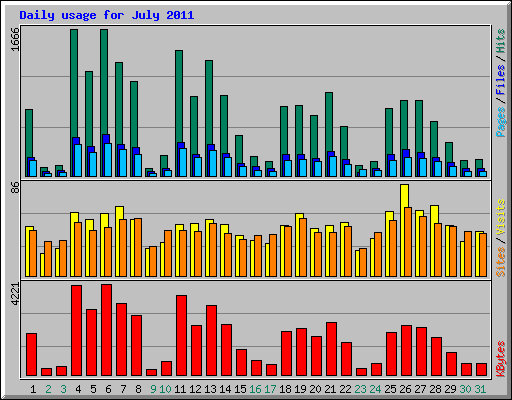 Daily usage for July 2011
1666
Pages / Files / Hits
86
Sites / Visits
4221
KBytes
1 2 3 4 5 6 7 8 9 10 11 12 13 14 15 16 17 18 19 20 21 22 23 24 25 26 27 28 29 30 31